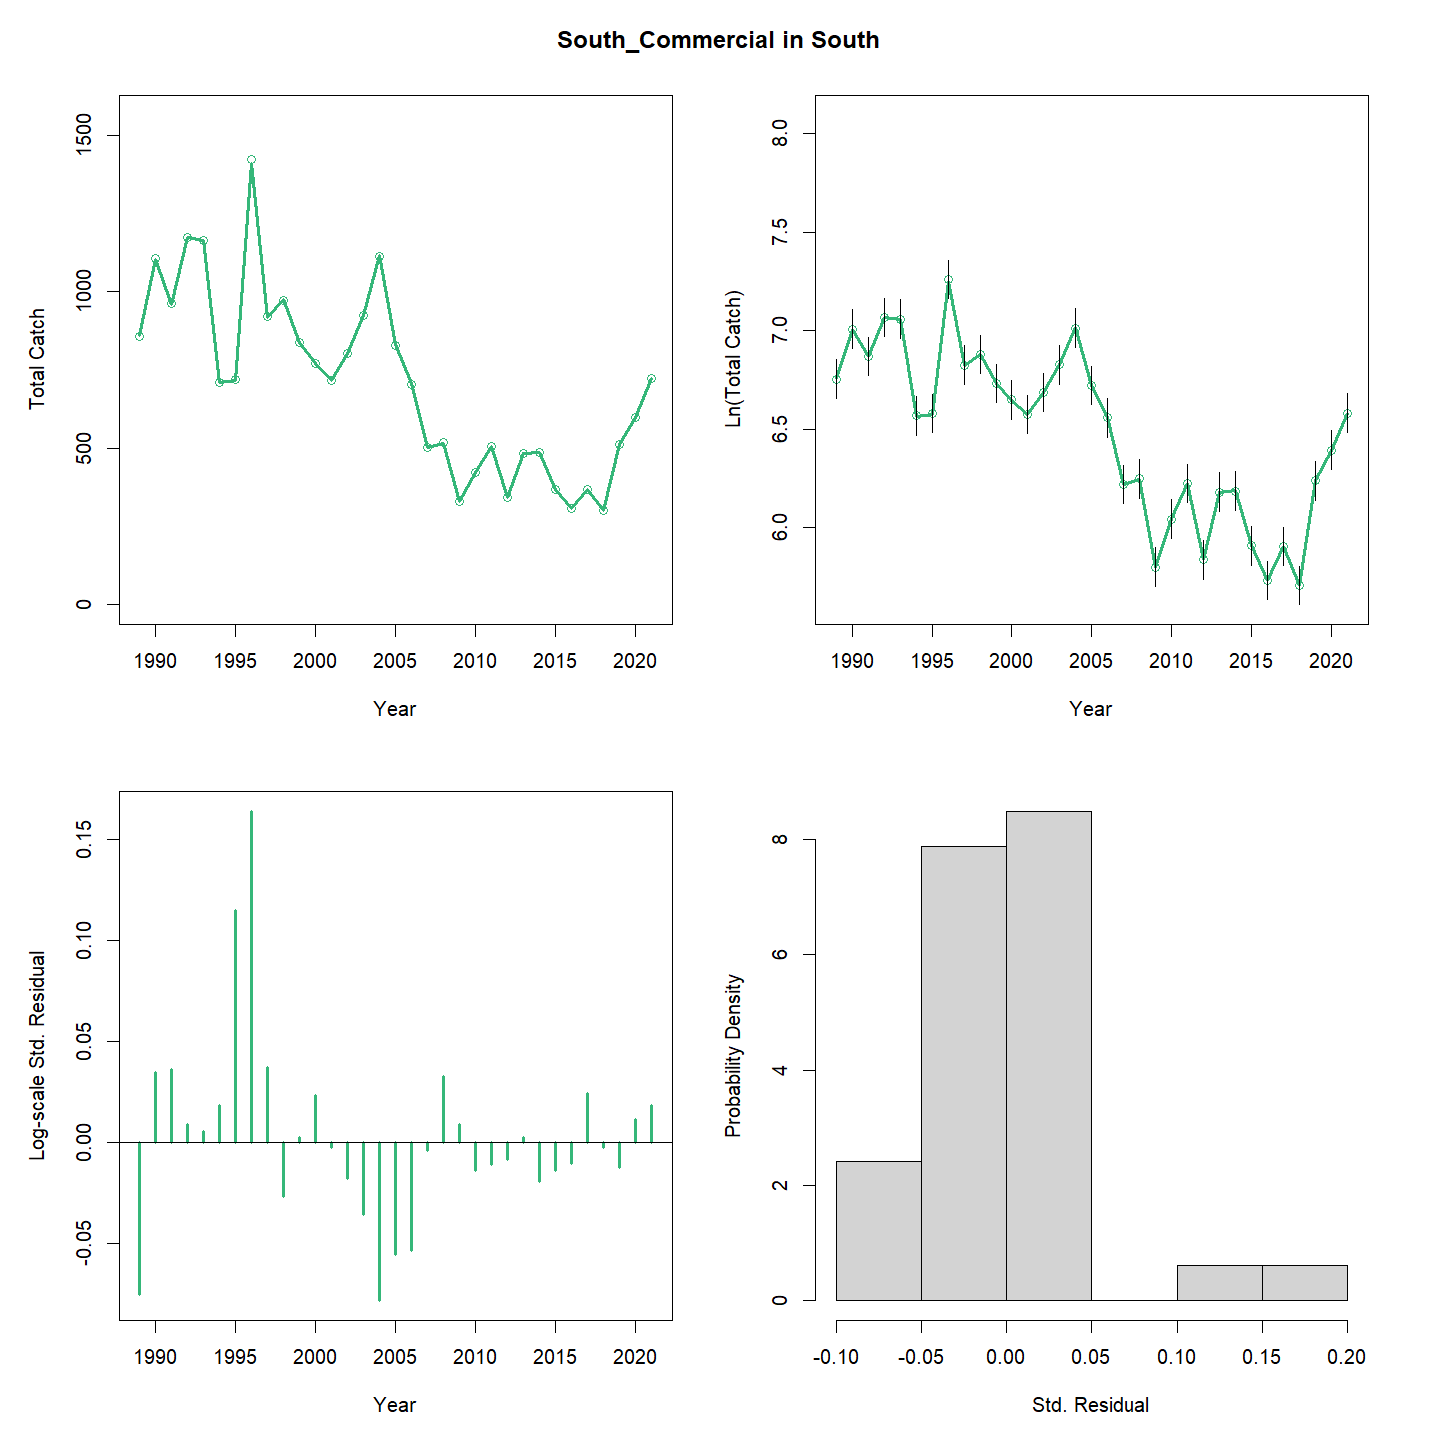 South_Commercial in South
Total Catch
0
500
1000
1500
1990 1995 2000 2005 2010 2015 2020
Year
Ln(Total Catch)
6.0
6.5
7.0
7.5
8.0
1990 1995 2000 2005 2010 2015 2020
Year
Log-scale Std. Residual
-0.05
0.00
0.05
0.10
0.15
1990 1995 2000 2005 2010 2015 2020
Year
Probability Density
0
2
4
6
8
-0.10 -0.05 0.00 0.05 0.10 0.15 0.20
Std. Residual